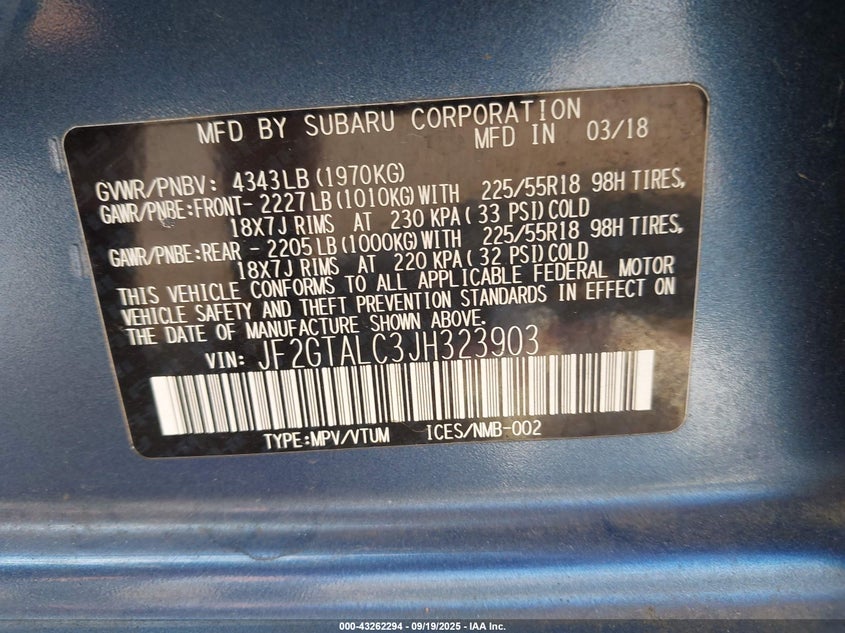 MFD BY SUBARU CORPORATION
MFD IN 03/18
GVWR/PNBV: 4343LB (1970KG)
GAWR/PNBE:FRONT- 2227LB (1010KG) WITH 225/55R18 98H TIRES,
18X7J RIMS AT 230 KPA (33 PSI) COLD
GAWR/PNBE:REAR - 2205LB (1000KG) WITH 225/55R18 98H TIRES,
18X7J RIMS AT 220 KPA (32 PSI) COLD
THIS VEHICLE CONFORMS TO ALL APPLICABLE FEDERAL MOTOR
VEHICLE SAFETY AND THEFT PREVENTION STANDARDS IN EFFECT ON
THE DATE OF MANUFACTURE SHOWN ABOVE.
VIN: JF2GTALC3JH323903
TYPE:MPV/VTUM ICES/NMB-002
000-43262294 - 09/19/2025 - IAA Inc.